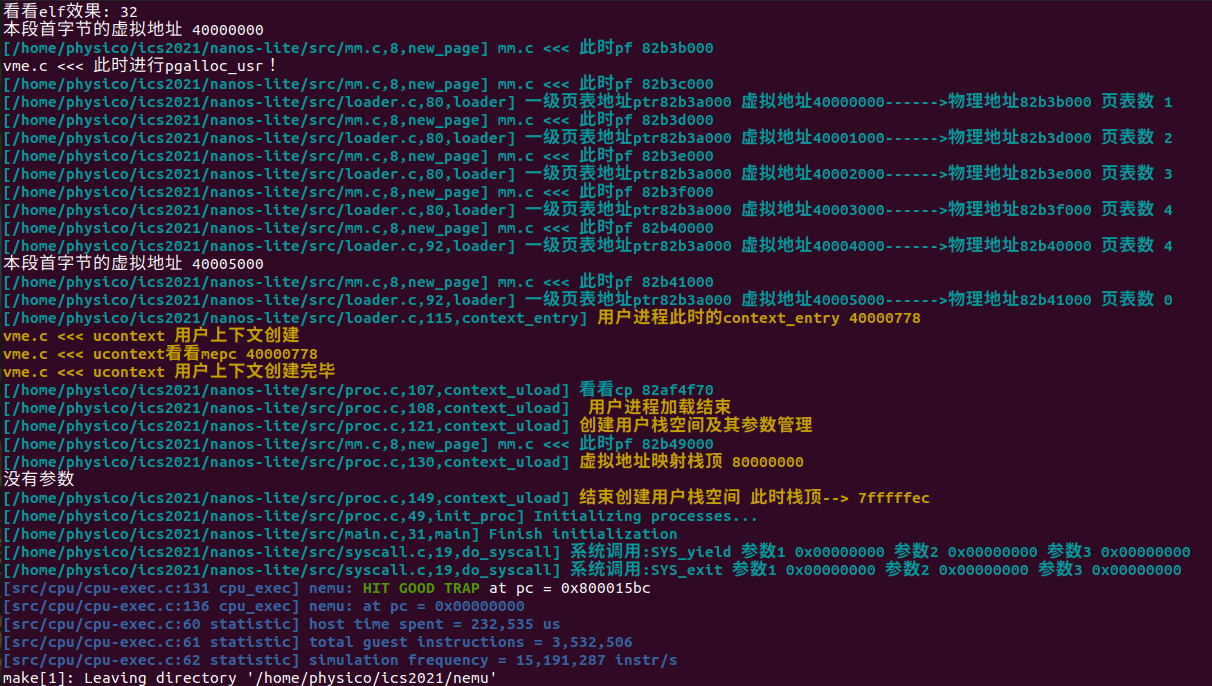 看看elf效果: 32
本段首字节的虚拟地址 40000000
[/home/physico/ics2021/nanos-lite/src/mm.c,8,new_page] mm.c <<< 此时pf 82b3b000
vme.c <<< 此时进行pgalloc_usr！
[/home/physico/ics2021/nanos-lite/src/mm.c,8,new_page] mm.c <<< 此时pf 82b3c000
[/home/physico/ics2021/nanos-lite/src/loader.c,80,loader] 一级页表地址ptr82b3a000 虚拟地址40000000------>物理地址82b3b000 页表数 1
[/home/physico/ics2021/nanos-lite/src/mm.c,8,new_page] mm.c <<< 此时pf 82b3d000
[/home/physico/ics2021/nanos-lite/src/loader.c,80,loader] 一级页表地址ptr82b3a000 虚拟地址40001000------>物理地址82b3d000 页表数 2
[/home/physico/ics2021/nanos-lite/src/mm.c,8,new_page] mm.c <<< 此时pf 82b3e000
[/home/physico/ics2021/nanos-lite/src/loader.c,80,loader] 一级页表地址ptr82b3a000 虚拟地址40002000------>物理地址82b3e000 页表数 3
[/home/physico/ics2021/nanos-lite/src/mm.c,8,new_page] mm.c <<< 此时pf 82b3f000
[/home/physico/ics2021/nanos-lite/src/loader.c,80,loader] 一级页表地址ptr82b3a000 虚拟地址40003000------>物理地址82b3f000 页表数 4
[/home/physico/ics2021/nanos-lite/src/mm.c,8,new_page] mm.c <<< 此时pf 82b40000
[/home/physico/ics2021/nanos-lite/src/loader.c,92,loader] 一级页表地址ptr82b3a000 虚拟地址40004000------>物理地址82b40000 页表数 4
本段首字节的虚拟地址 40005000
[/home/physico/ics2021/nanos-lite/src/mm.c,8,new_page] mm.c <<< 此时pf 82b41000
[/home/physico/ics2021/nanos-lite/src/loader.c,92,loader] 一级页表地址ptr82b3a000 虚拟地址40005000------>物理地址82b41000 页表数 0
[/home/physico/ics2021/nanos-lite/src/loader.c,115,context_entry] 用户进程此时的context_entry 40000778
vme.c <<< ucontext 用户上下文创建
vme.c <<< ucontext看看mepc 40000778
vme.c <<< ucontext 用户上下文创建完毕
[/home/physico/ics2021/nanos-lite/src/proc.c,107,context_uload] 看看cp 82af4f70
[/home/physico/ics2021/nanos-lite/src/proc.c,108,context_uload]  用户进程加载结束
[/home/physico/ics2021/nanos-lite/src/proc.c,121,context_uload] 创建用户栈空间及其参数管理
[/home/physico/ics2021/nanos-lite/src/mm.c,8,new_page] mm.c <<< 此时pf 82b49000
[/home/physico/ics2021/nanos-lite/src/proc.c,130,context_uload] 虚拟地址映射栈顶 80000000
没有参数
[/home/physico/ics2021/nanos-lite/src/proc.c,149,context_uload] 结束创建用户栈空间 此时栈顶--> 7fffffec
[/home/physico/ics2021/nanos-lite/src/proc.c,49,init_proc] Initializing processes...
[/home/physico/ics2021/nanos-lite/src/main.c,31,main] Finish initialization
[/home/physico/ics2021/nanos-lite/src/syscall.c,19,do_syscall] 系统调用:SYS_yield 参数1 0x00000000 参数2 0x00000000 参数3 0x00000000
[/home/physico/ics2021/nanos-lite/src/syscall.c,19,do_syscall] 系统调用:SYS_exit 参数1 0x00000000 参数2 0x00000000 参数3 0x00000000
[src/cpu/cpu-exec.c:131 cpu_exec] nemu: HIT GOOD TRAP at pc = 0x800015bc
[src/cpu/cpu-exec.c:136 cpu_exec] nemu: at pc = 0x00000000
[src/cpu/cpu-exec.c:60 statistic] host time spent = 232,535 us
[src/cpu/cpu-exec.c:61 statistic] total guest instructions = 3,532,506
[src/cpu/cpu-exec.c:62 statistic] simulation frequency = 15,191,287 instr/s
make[1]: Leaving directory '/home/physico/ics2021/nemu'